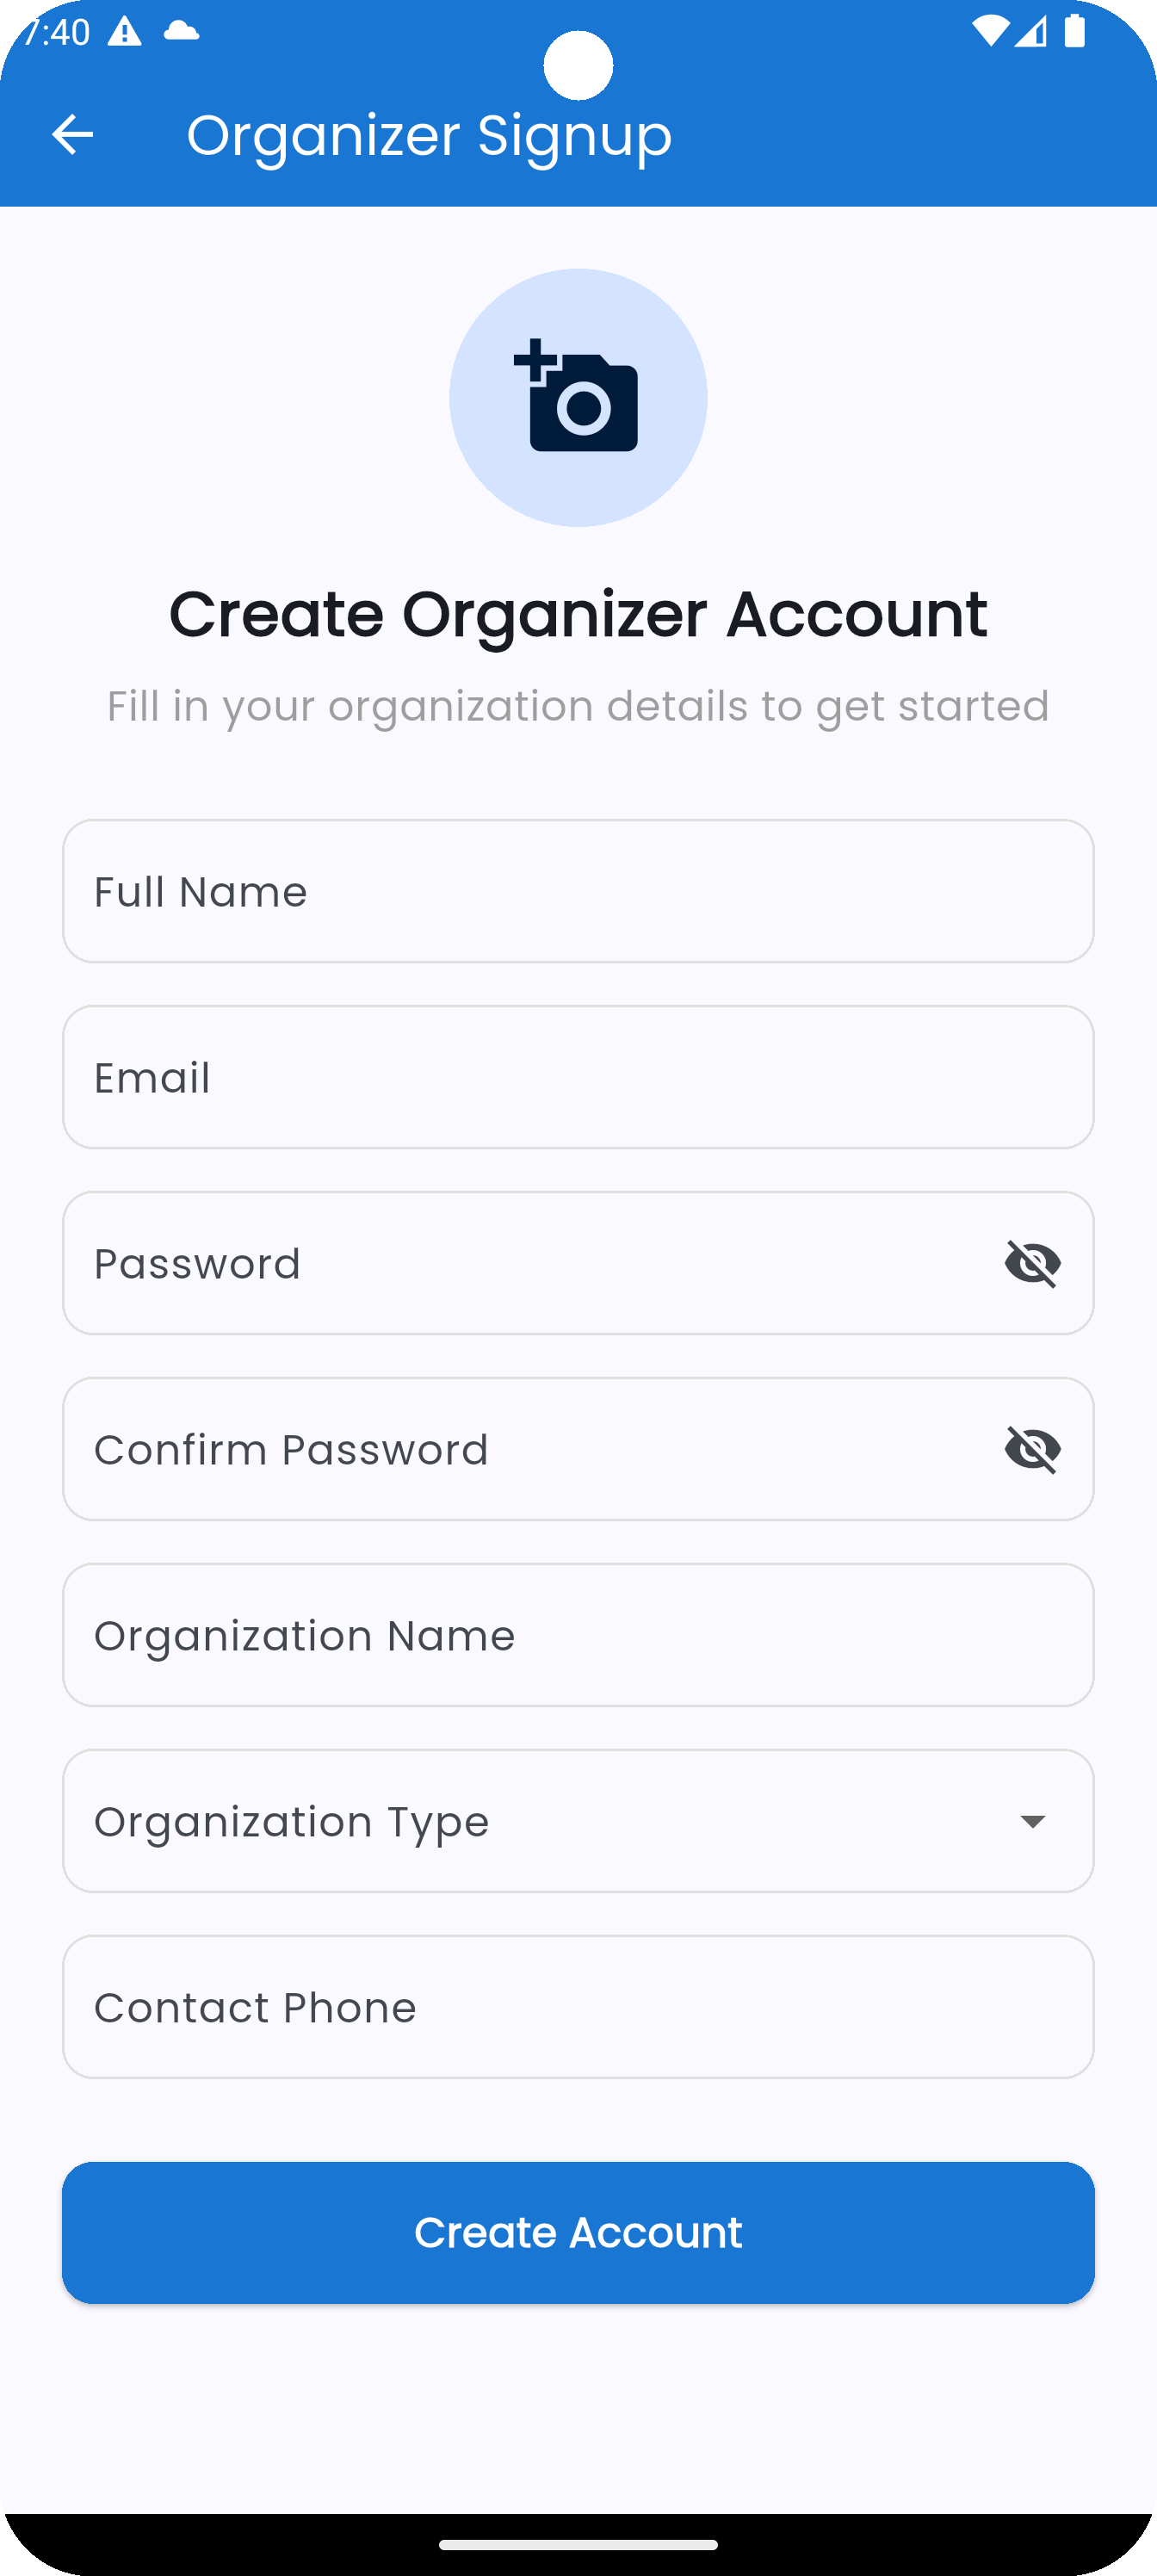 7:40
Organizer Signup
Create Organizer Account
Fill in your organization details to get started
Full Name
Email
Password
Confirm Password
Organization Name
Organization Type
Contact Phone
Create Account